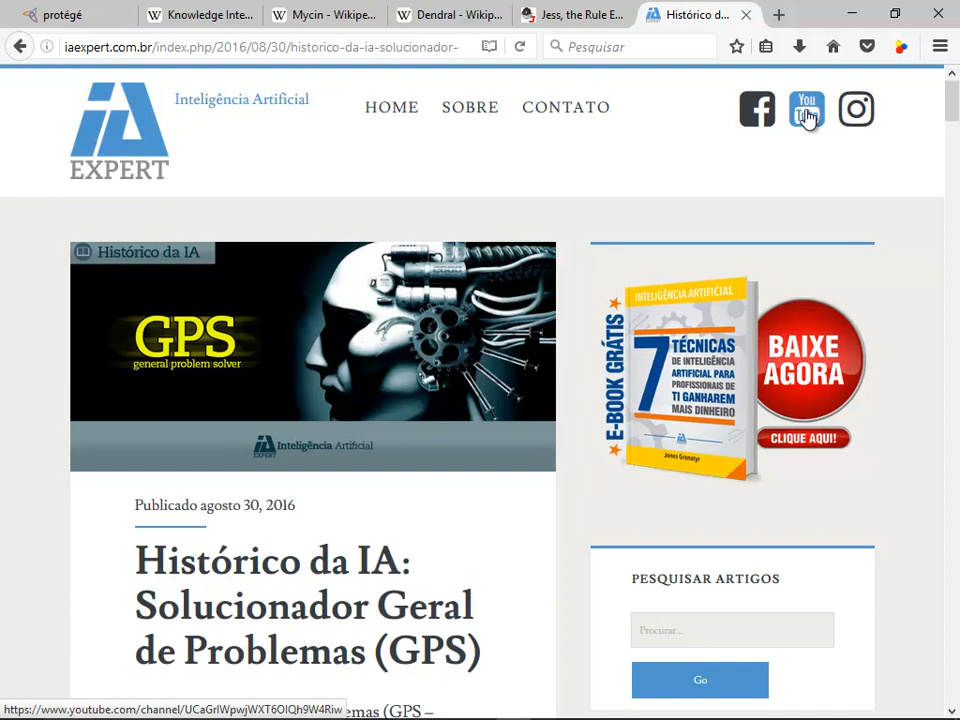 protégé
Knowledge Inte...
Mycin - Wikipe...
Dendral - Wikip...
Jess, the Rule E...
Histórico d...
iaexpert.com.br/index.php/2016/08/30/historico-da-ia-solucionador-
Pesquisar
IA
EXPERT
Inteligência Artificial
HOME
SOBRE
CONTATO
You
Histórico da IA
GPS
general problem solver
IA EXPERT
Inteligência Artificial
INTELIGÊNCIA ARTIFICIAL
E-BOOK GRÁTIS
7 TÉCNICAS
DE INTELIGÊNCIA
ARTIFICIAL PARA
PROFISSIONAIS DE
TI GANHAREM
MAIS DINHEIRO
Jones Granatyr
BAIXE
AGORA
CLIQUE AQUI!
Publicado agosto 30, 2016
Histórico da IA:
Solucionador Geral
de Problemas (GPS)
PESQUISAR ARTIGOS
Procurar...
Go
https://www.youtube.com/channel/UCaGrIWpwjWXT6OIQh9W4Riw
emas (GPS –